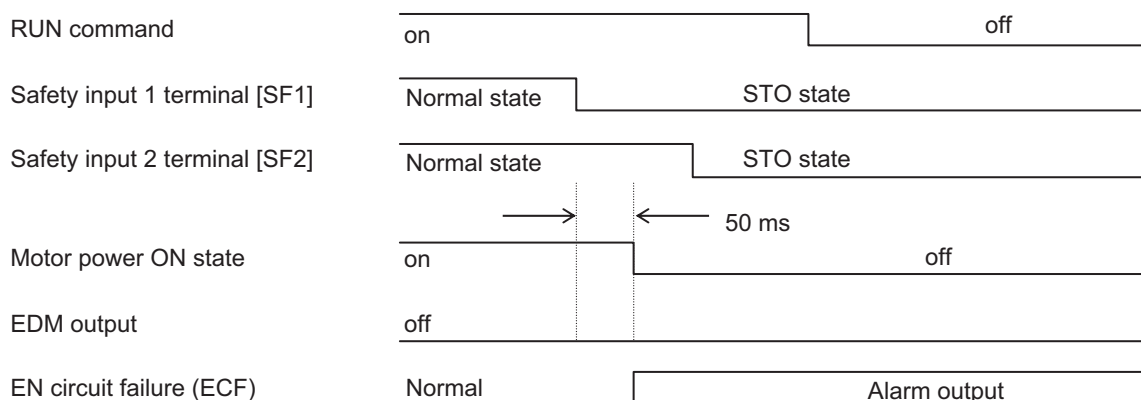 RUN command on off
Safety input 1 terminal [SF1] Normal state STO state
Safety input 2 terminal [SF2] Normal state STO state
50 ms
Motor power ON state on off
EDM output off
EN circuit failure (ECF) Normal Alarm output